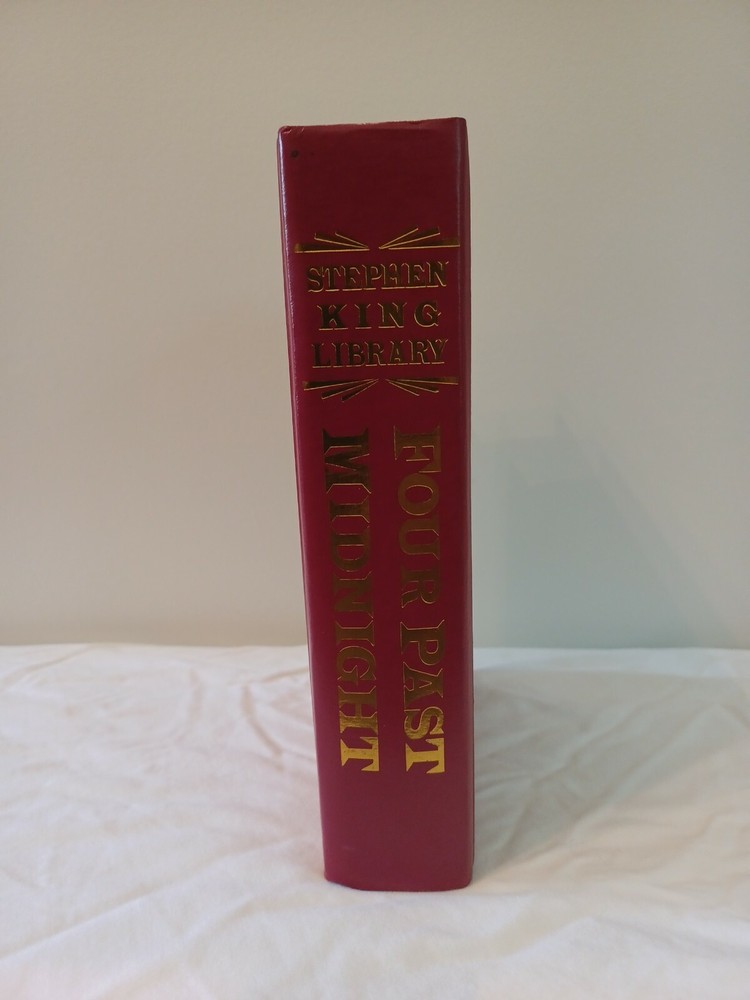 STEPHEN
KING
LIBRARY
FOUR PAST
MIDNIGHT